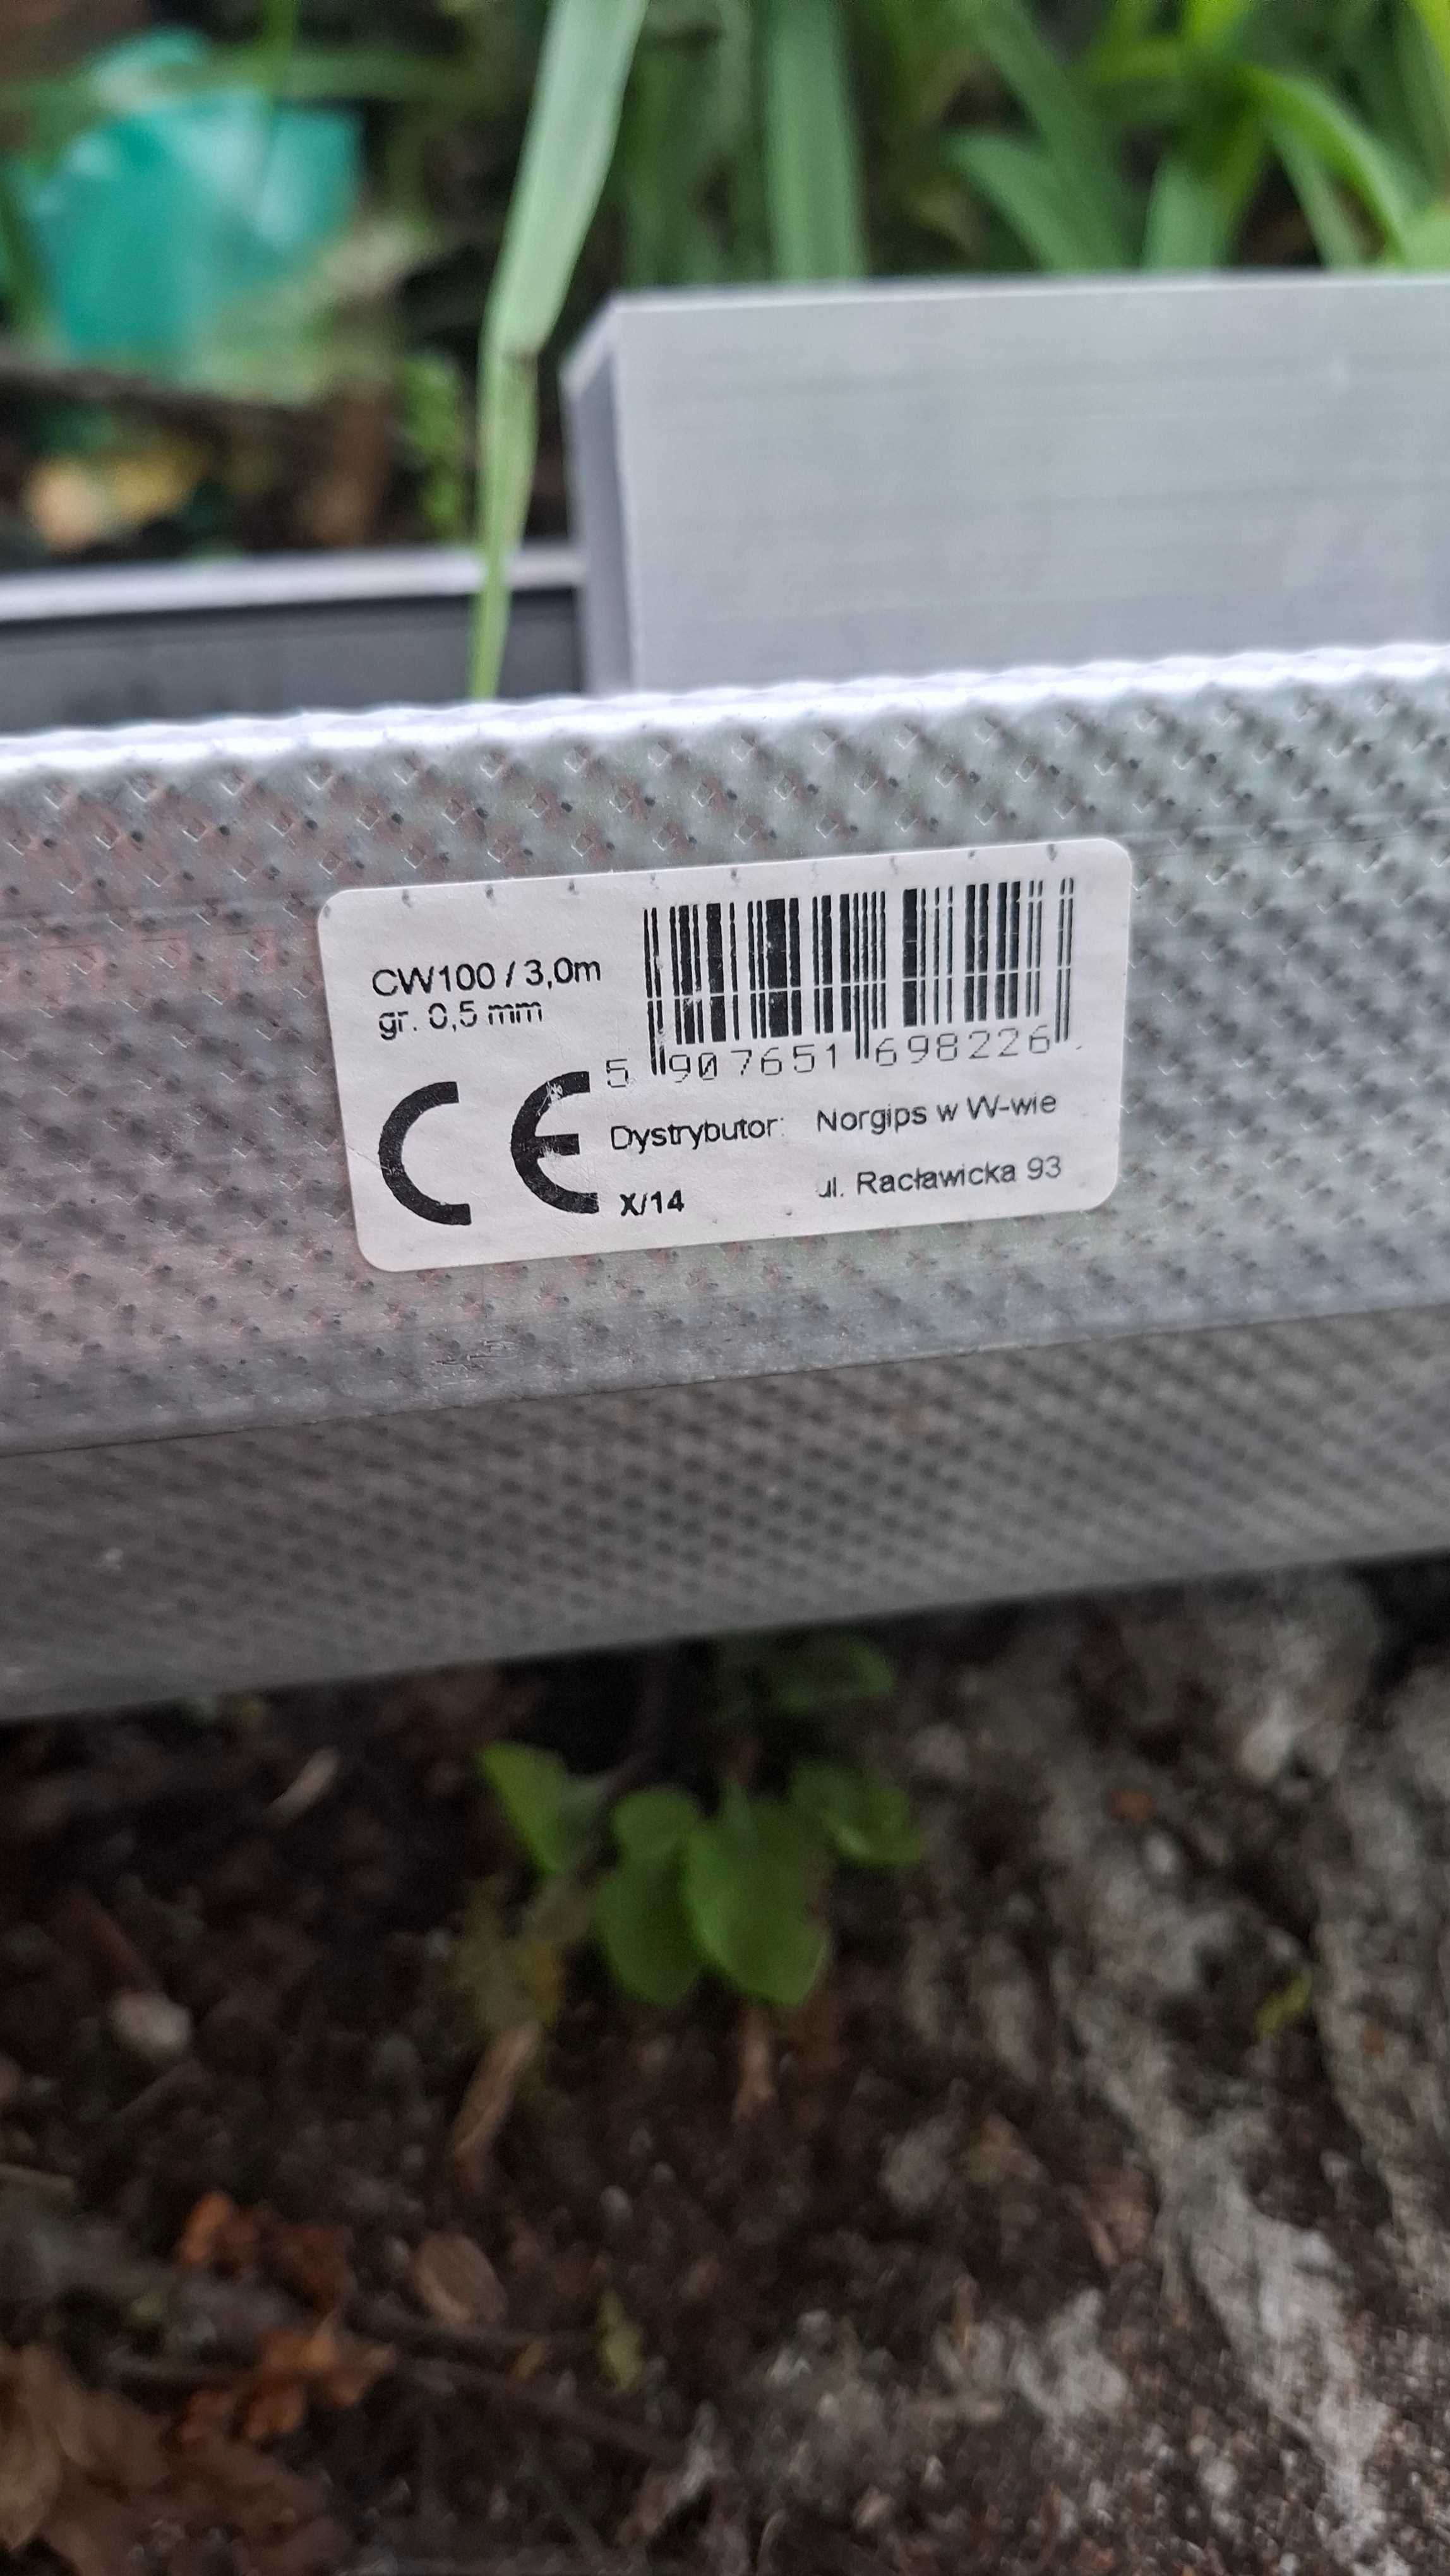 CW100 / 3,0m
gr. 0,5 mm
5 907651 698226
CE
Dystrybutor: Norgips w W-wie
X/14 ul. Racławicka 93